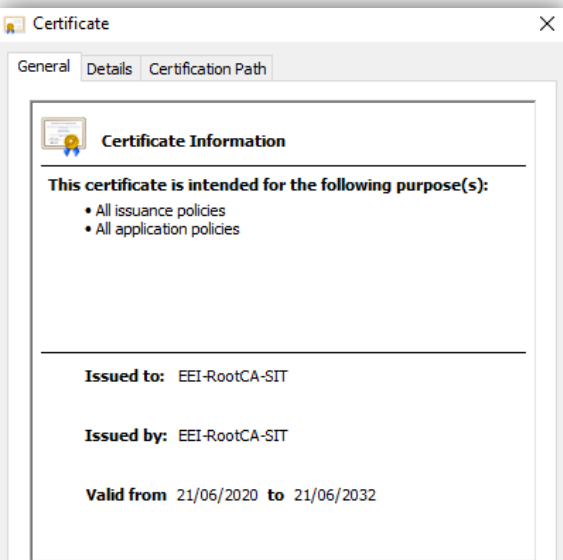 Certificate
General Details Certification Path
Certificate Information
This certificate is intended for the following purpose(s):
• All issuance policies
• All application policies
Issued to: EEI-RootCA-SIT
Issued by: EEI-RootCA-SIT
Valid from 21/06/2020 to 21/06/2032